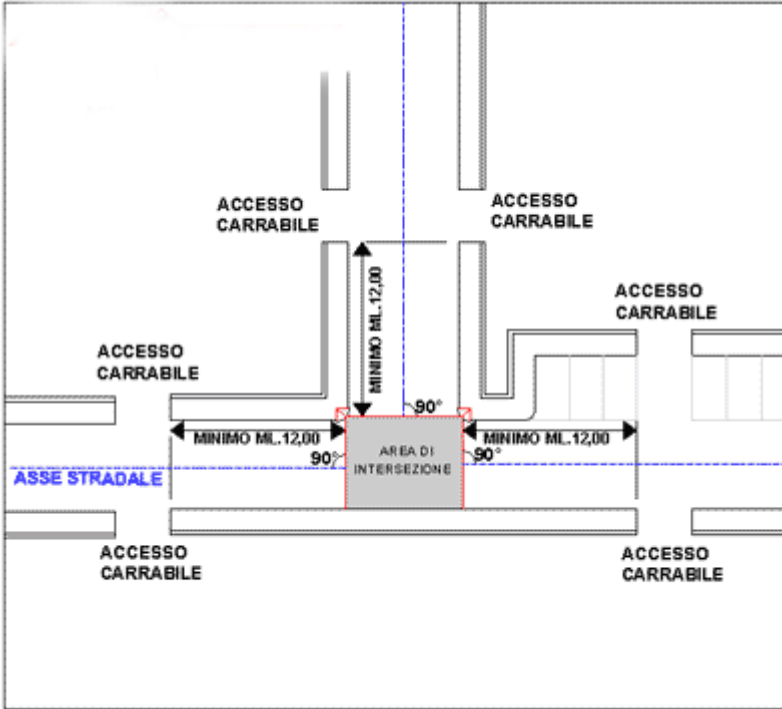 ACCESSO
CARRABILE
ACCESSO
CARRABILE
MINIMO ML.12,00
ACCESSO
CARRABILE
ACCESSO
CARRABILE
90°
MINIMO ML.12,00
MINIMO ML.12,00
90°
AREA DI
INTERSEZIONE
90°
ASSE STRADALE
ACCESSO
CARRABILE
ACCESSO
CARRABILE